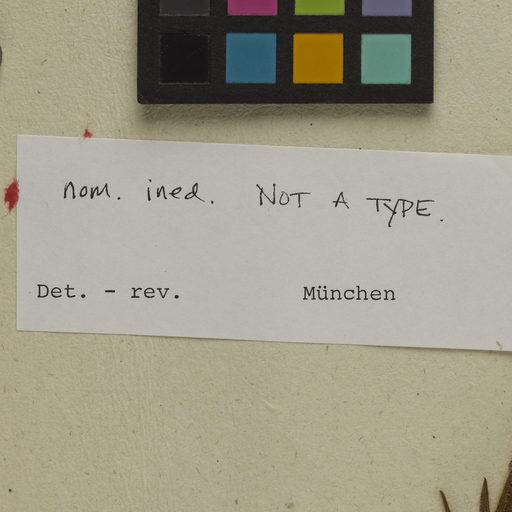 nom. ined. NOT A TYPE.
Det. - rev. München